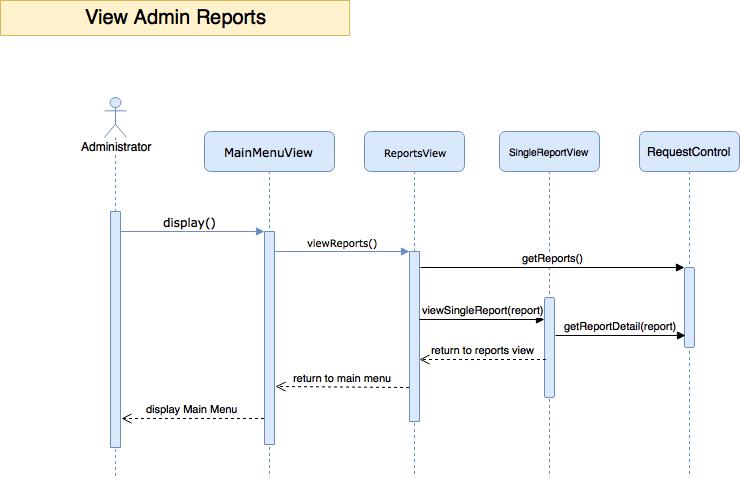 View Admin Reports
Administrator
MainMenuView
ReportsView
SingleReportView
RequestControl
display()
viewReports()
getReports()
viewSingleReport(report)
getReportDetail(report)
return to reports view
return to main menu
display Main Menu